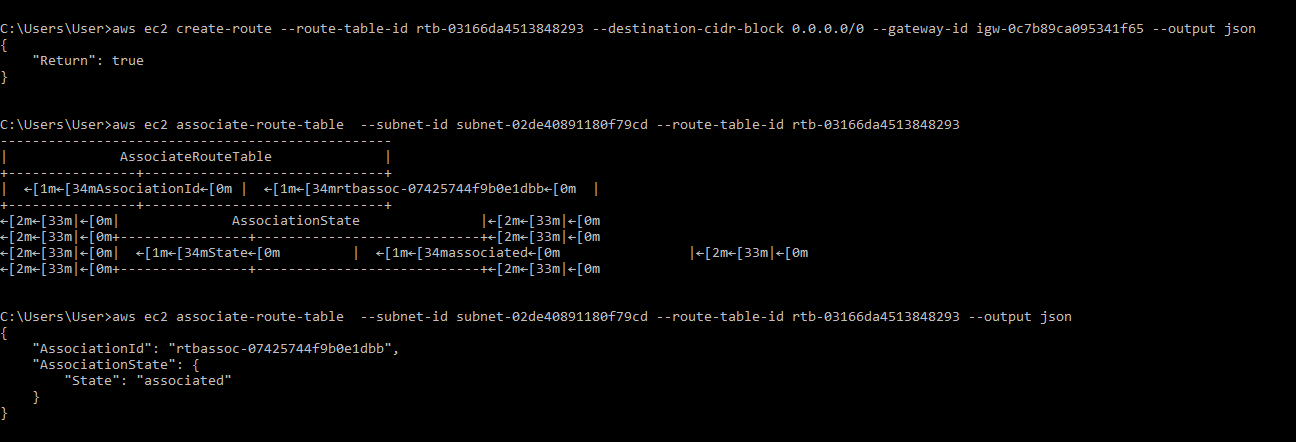 C:\Users\User>aws ec2 create-route --route-table-id rtb-03166da4513848293 --destination-cidr-block 0.0.0.0/0 --gateway-id igw-0c7b89ca095341f65 --output json
{
    "Return": true
}
C:\Users\User>aws ec2 associate-route-table  --subnet-id subnet-02de40891180f79cd --route-table-id rtb-03166da4513848293
-------------------------------------------------
|              AssociateRouteTable              |
+----------------+------------------------------+
|  ←[1m←[34mAssociationId←[0m |  ←[1m←[34mrtbassoc-07425744f9b0e1dbb←[0m  |
+----------------+------------------------------+
←[2m←[33m|←[0m|              AssociationState               |←[2m←[33m|←[0m
←[2m←[33m|←[0m+----------------+----------------------------+←[2m←[33m|←[0m
←[2m←[33m|←[0m|  ←[1m←[34mState←[0m         |  ←[1m←[34massociated←[0m                |←[2m←[33m|←[0m
←[2m←[33m|←[0m+----------------+----------------------------+←[2m←[33m|←[0m
C:\Users\User>aws ec2 associate-route-table  --subnet-id subnet-02de40891180f79cd --route-table-id rtb-03166da4513848293 --output json
{
    "AssociationId": "rtbassoc-07425744f9b0e1dbb",
    "AssociationState": {
        "State": "associated"
    }
}